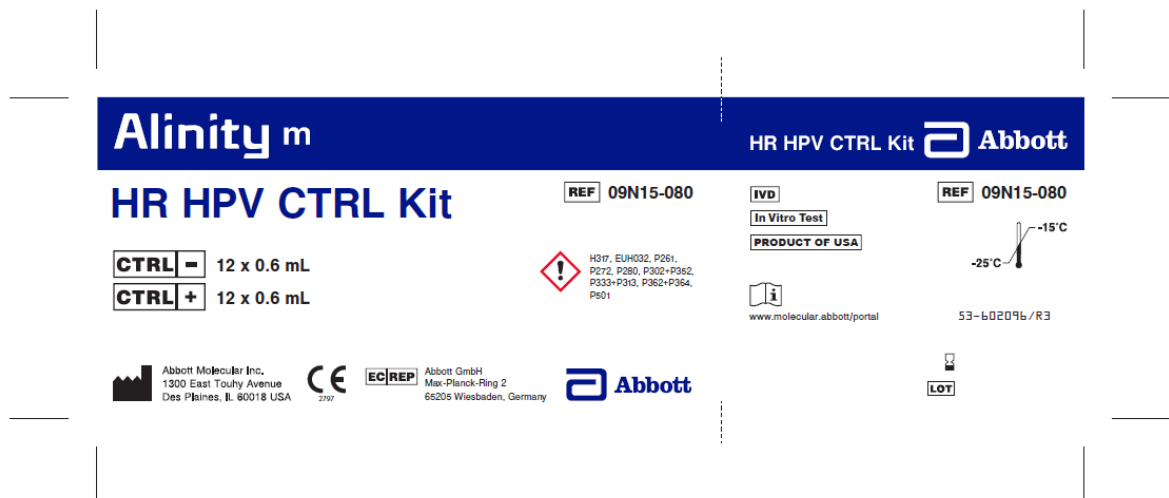 Alinity m
HR HPV CTRL Kit
REF 09N15-080
CTRL - 12 x 0.6 mL
CTRL + 12 x 0.6 mL
H317, EUH032, P261,
P272, P280, P302+P352,
P333+P313, P362+P364,
P501
Abbott Molecular Inc.
1300 East Touhy Avenue
Des Plaines, IL 60018 USA
CE
2797
EC REP
Abbott GmbH
Max-Planck-Ring 2
65205 Wiesbaden, Germany
Abbott
HR HPV CTRL Kit Abbott
IVD
In Vitro Test
PRODUCT OF USA
REF 09N15-080
-15°C
-25°C
i
www.molecular.abbott/portal
53-602096/R3
LOT